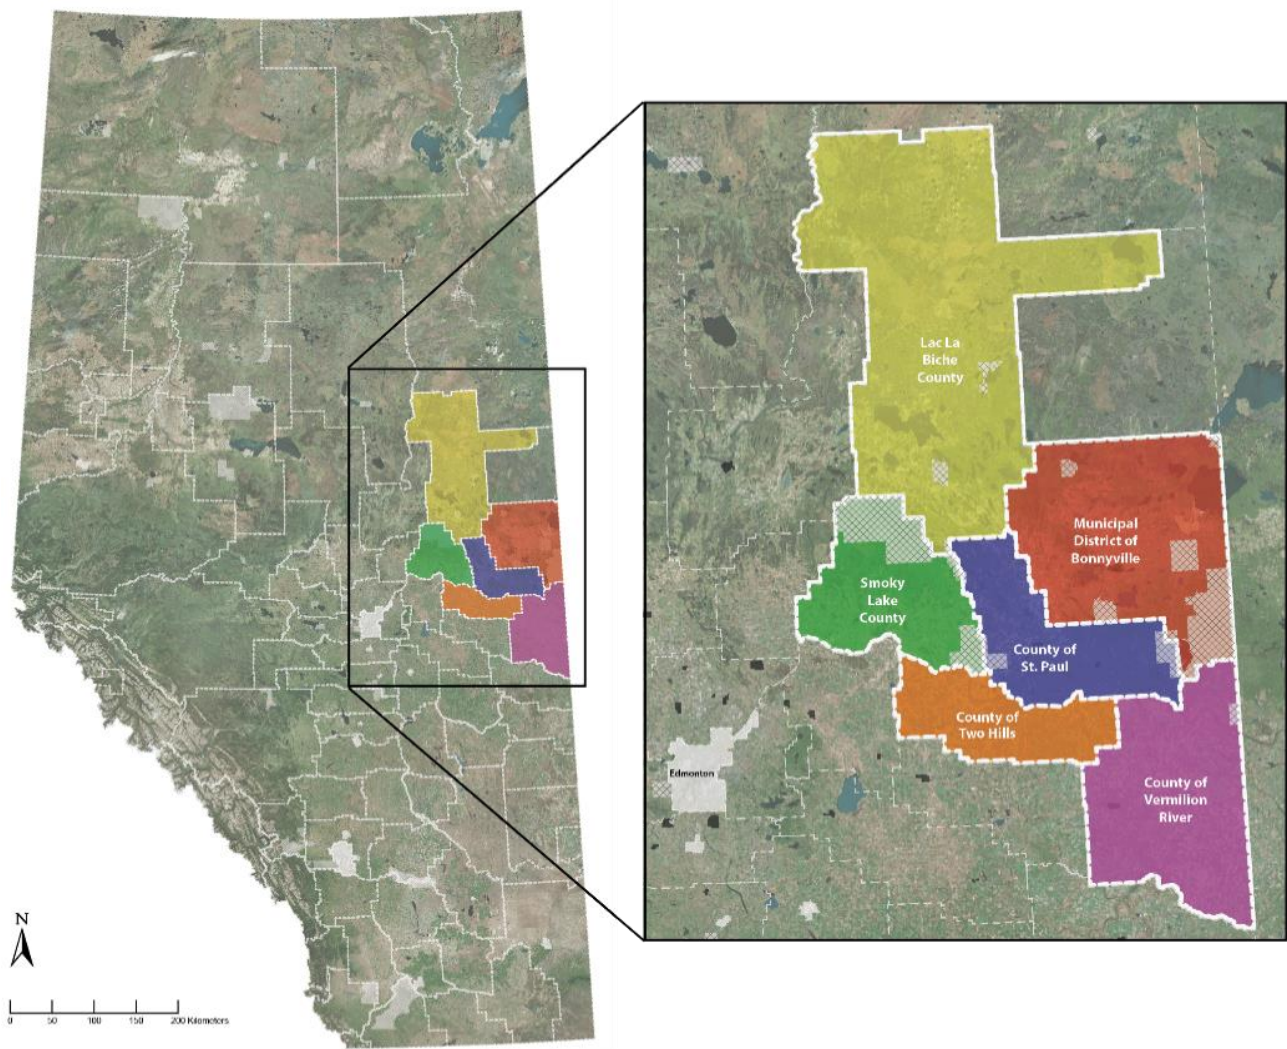 Lac La
Biche
County
Municipal
District of
Bonnyville
Smoky
Lake
County
County of
St. Paul
County of
Two Hills
Edmonton
County of
Vermilion
River
N
0 50 100 150 200 Kilometers